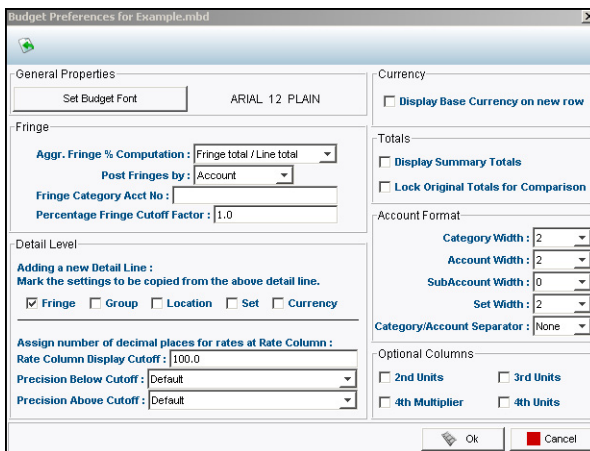 Budget Preferences for Example.mbd
General Properties
Set Budget Font
ARIAL 12 PLAIN
Fringe
Aggr. Fringe % Computation : Fringe total / Line total
Post Fringes by : Account
Fringe Category Acct No :
Percentage Fringe Cutoff Factor : 1.0
Detail Level
Adding a new Detail Line :
Mark the settings to be copied from the above detail line.
Fringe Group Location Set Currency
Assign number of decimal places for rates at Rate Column :
Rate Column Display Cutoff : 100.0
Precision Below Cutoff : Default
Precision Above Cutoff : Default
Currency
Display Base Currency on new row
Totals
Display Summary Totals
Lock Original Totals for Comparison
Account Format
Category Width : 2
Account Width : 2
SubAccount Width : 0
Set Width : 2
Category/Account Separator : None
Optional Columns
2nd Units 3rd Units
4th Multiplier 4th Units
Ok Cancel